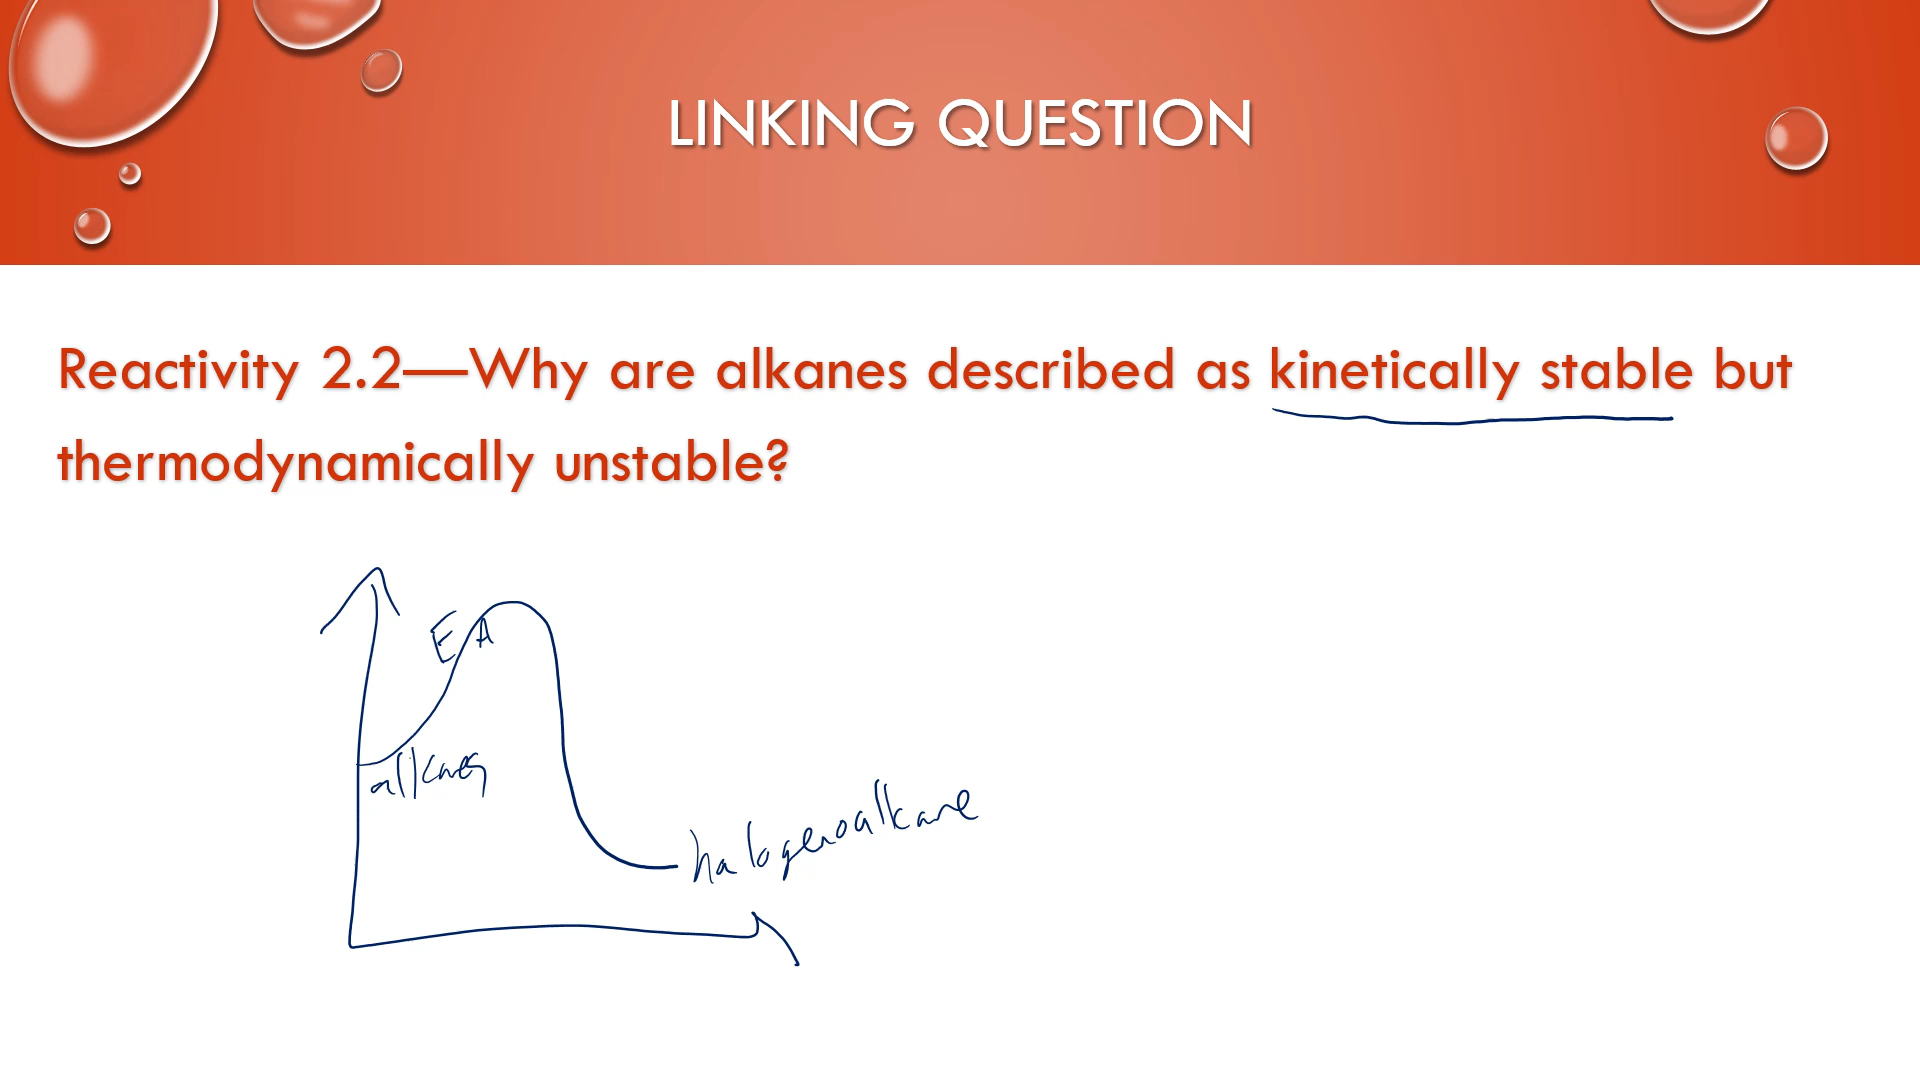 LINKING QUESTION
Reactivity 2.2—Why are alkanes described as kinetically stable but
thermodynamically unstable?
EA
alkanes
halogenoalkane